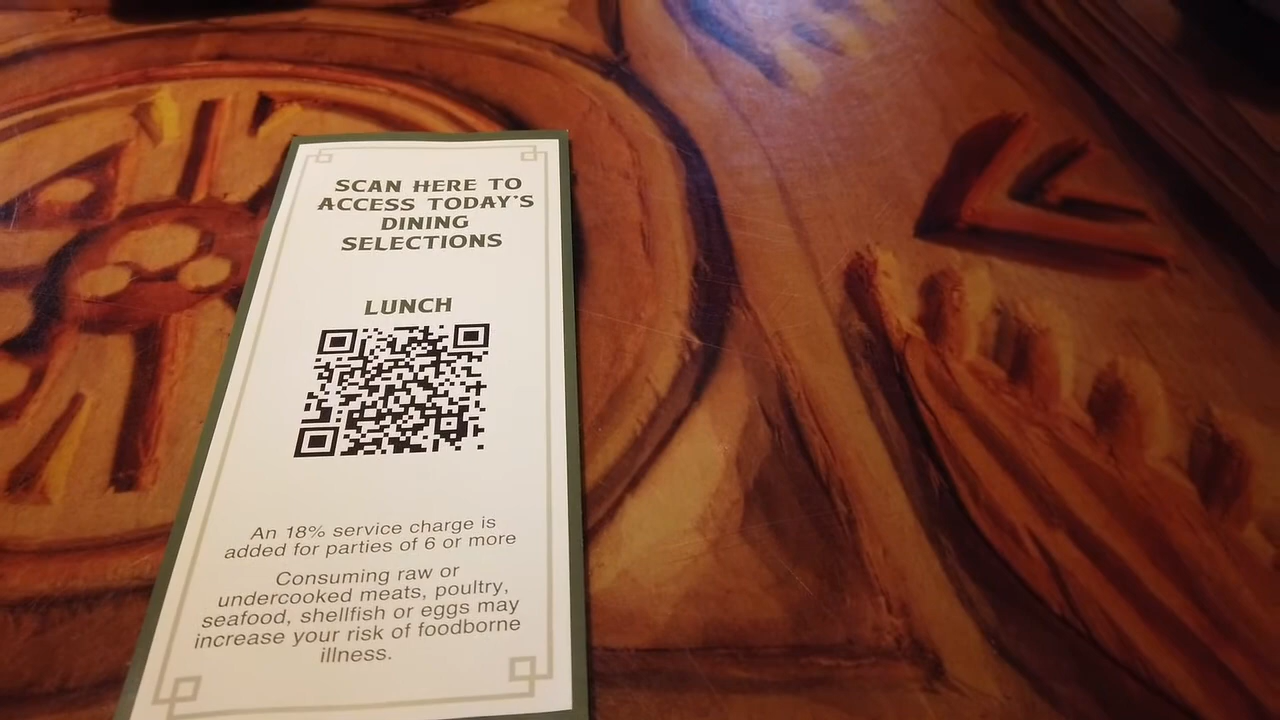 SCAN HERE TO
ACCESS TODAY'S
DINING
SELECTIONS
LUNCH
An 18% service charge is
added for parties of 6 or more
Consuming raw or
undercooked meats, poultry,
seafood, shellfish or eggs may
increase your risk of foodborne
illness.